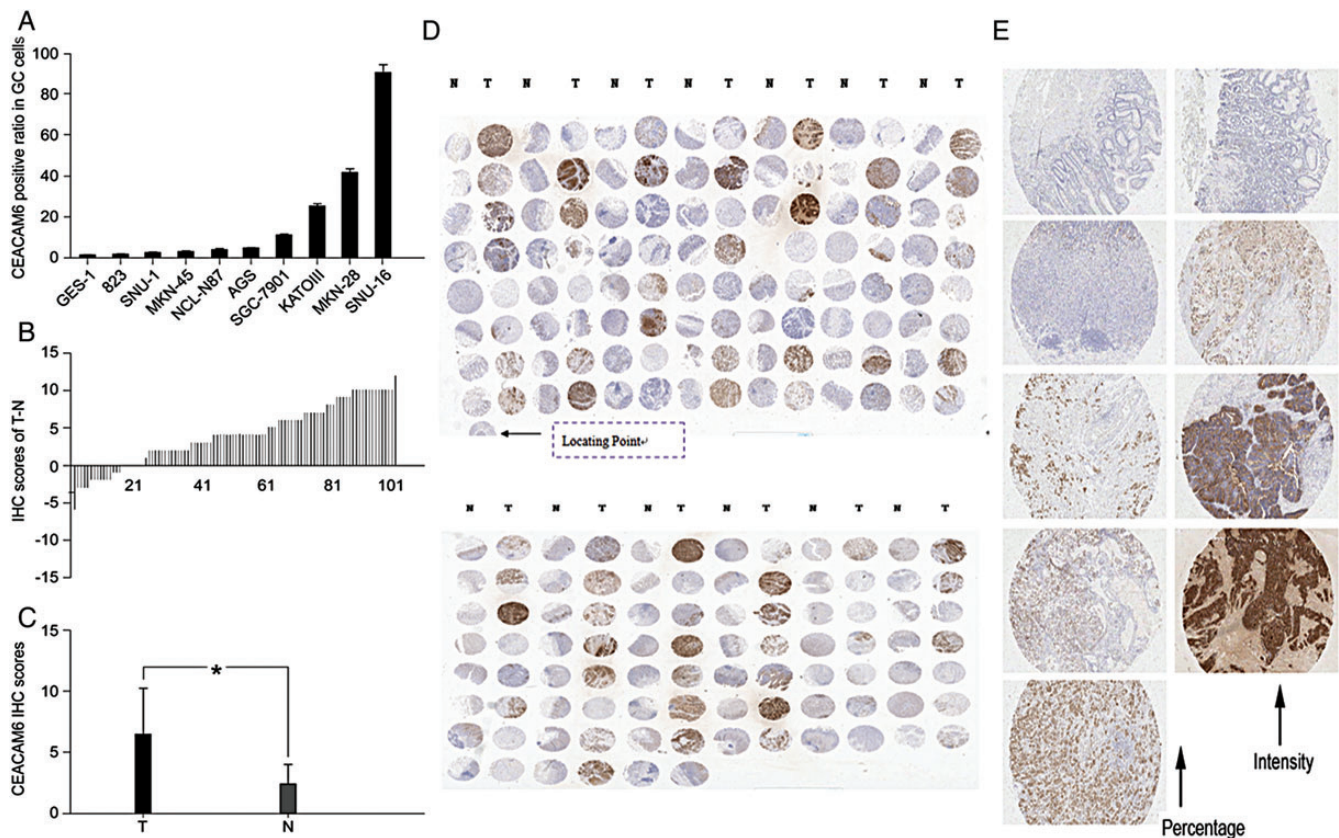 A
CEACAM6 positive ratio in GC cells
100
80
60
40
20
0
GES-1
823
SNU-1
MKN-45
NCL-N87
AGS
SGC-7901
KATOIII
MKN-28
SNU-16
B
IHC scores of T-N
15
10
5
0
-5
-10
-15
21
41
61
81
101
C
CEACAM6 IHC scores
15
10
5
0
*
T N
D
N T N T N T N T N T N T N T
Locating Point
N T N T N T N T N T N T
E
Intensity
Percentage